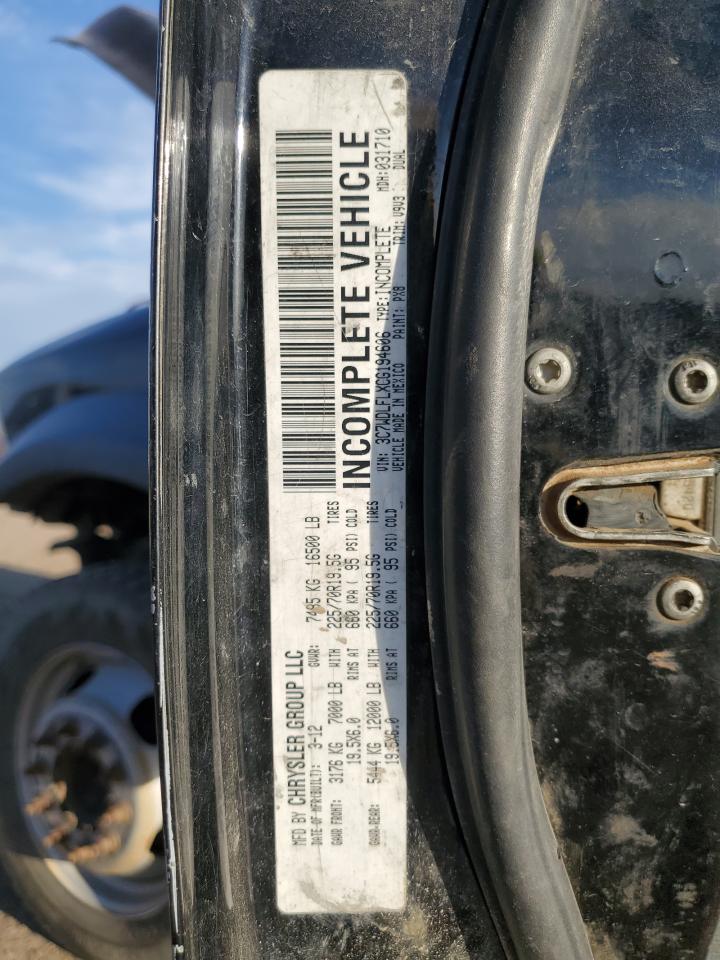 MFD BY CHRYSLER GROUP LLC
DATE OF MFR(BUILT): 3-12 GVWR: 7485 KG 16500 LB
GAWR FRONT: 3176 KG 7000 LB WITH 225/70R19.5G TIRES
19.5X6.0 RIMS AT 660 KPA ( 95 PSI) COLD
GAWR REAR: 5444 KG 12000 LB WITH 225/70R19.5G TIRES
19.5X6.0 RIMS AT 660 KPA ( 95 PSI) COLD
INCOMPLETE VEHICLE
VIN: 3C7WDLFLXCG194606 TYPE: INCOMPLETE MDH: 031710
VEHICLE MADE IN MEXICO PAINT: PX8 TRIM: V9V3 DUAL